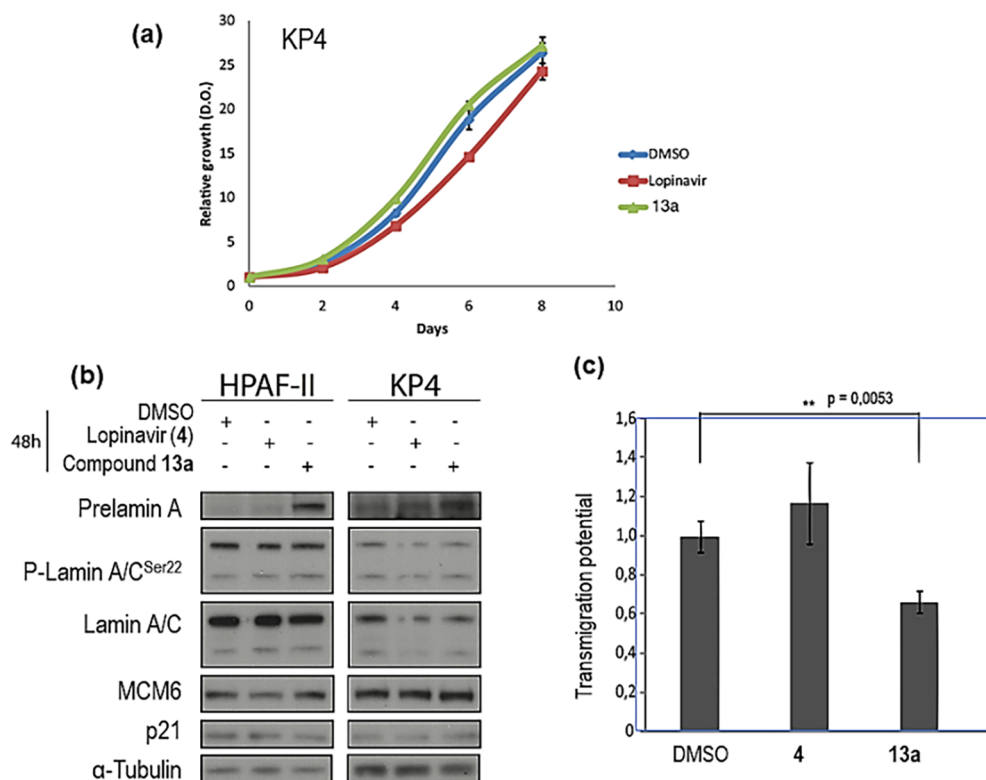 (a)
KP4
30
25
20
15
10
5
0
Relative growth (D.O.)
0 2 4 6 8 10
Days
DMSO
Lopinavir
13a
(b)
HPAF-II KP4
48h
DMSO + - - + - -
Lopinavir (4) - + - - + -
Compound 13a - - + - - +
Prelamin A
P-Lamin A/CSer22
Lamin A/C
MCM6
p21
α-Tubulin
(c)
** p = 0,0053
1,6
1,4
1,2
1,0
0,8
0,6
0,4
0,2
0
Transmigration potential
DMSO 4 13a